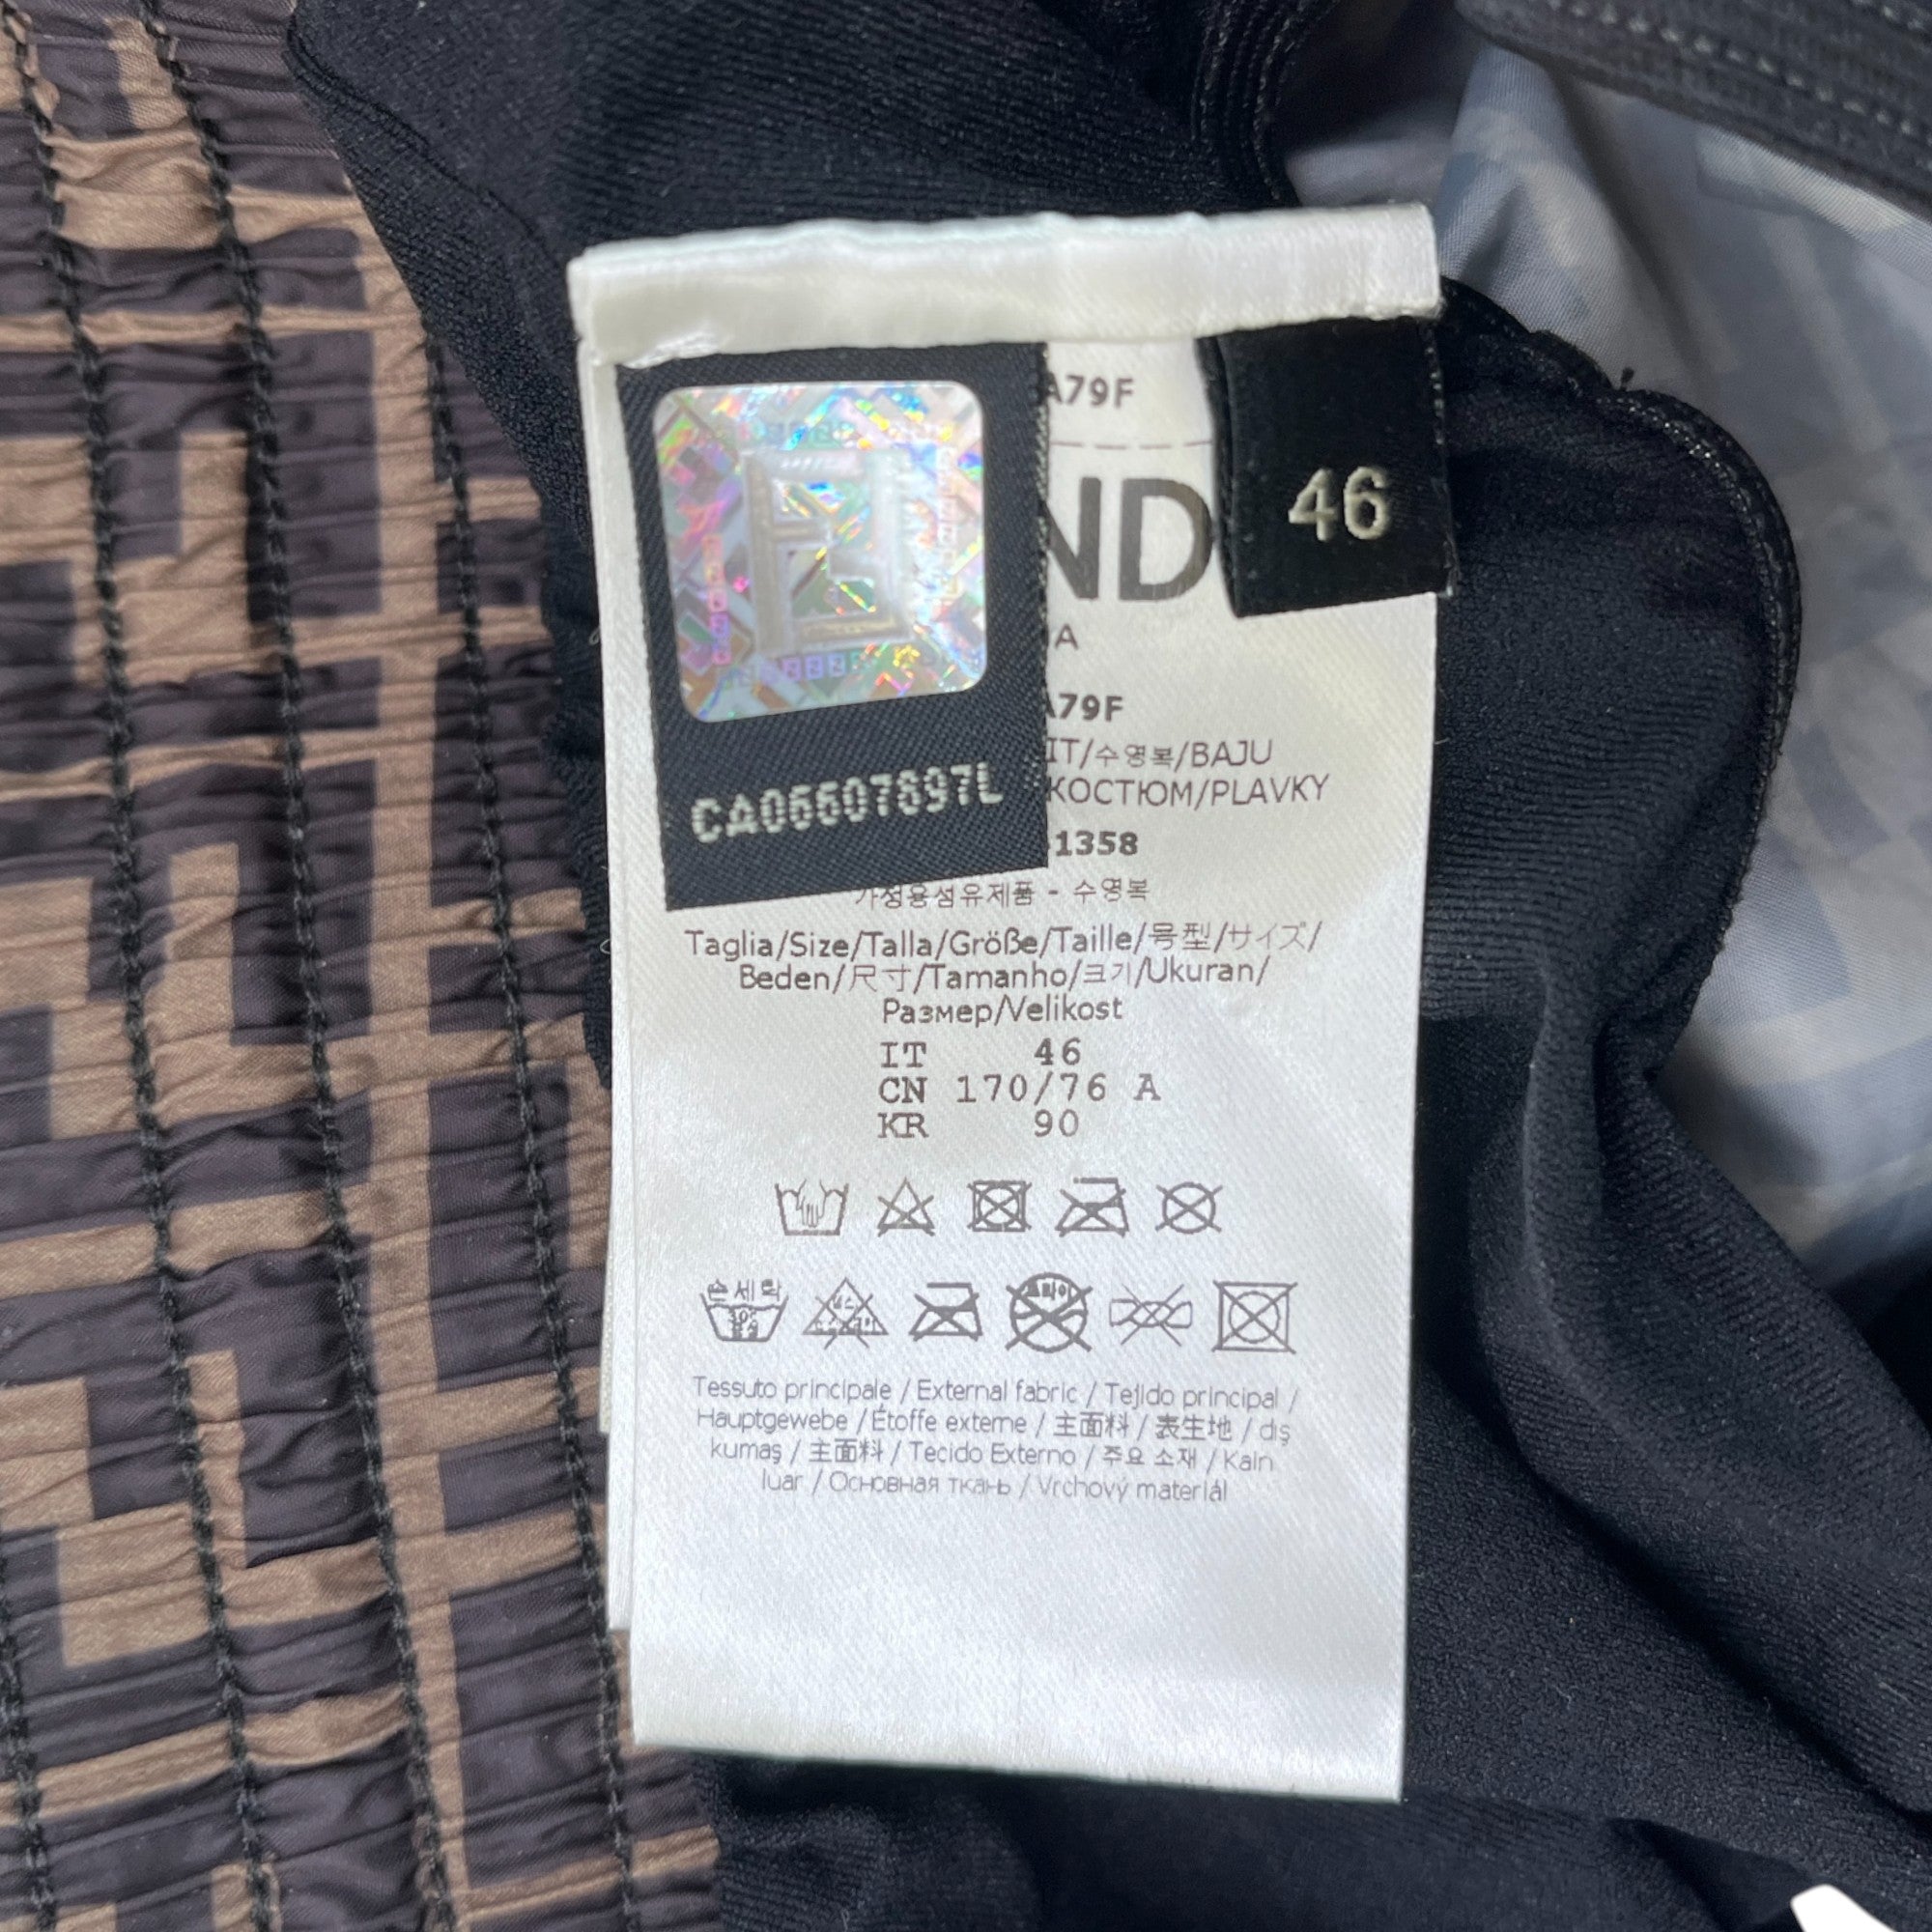 A79F
ND
46
A
A79F
IT/수영복/BAJU
КОСТЮМ/PLAVKY
CA05507897L
1358
가정용섬유제품 - 수영복
Taglia/Size/Talla/Größe/Taille/号型/サイズ/
Beden/尺寸/Tamanho/크기/Ukuran/
Размер/Velikost
IT 46
CN 170/76 A
KR 90
손세탁
Tessuto principale / External fabric / Tejido principal /
Hauptgewebe / Étoffe externe / 主面料 / 表生地 / dış
kumaş / 主面料 / Tecido Externo / 주요 소재 / Kain
luar / Основная ткань / Vrchový materiál